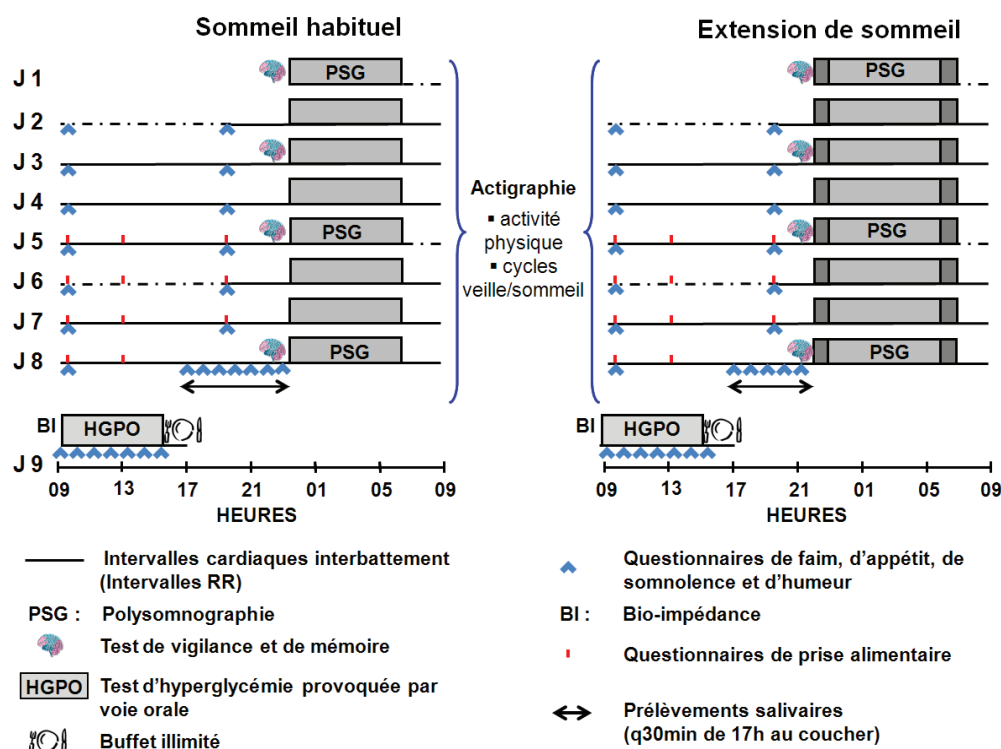 Sommeil habituel
Extension de sommeil
J 1 PSG PSG
J 2
J 3
J 4
J 5 PSG PSG
J 6
J 7
J 8 PSG PSG
Actigraphie
▪ activité
physique
▪ cycles
veille/sommeil
BI HGPO BI HGPO
J 9
09 13 17 21 01 05 09 09 13 17 21 01 05 09
HEURES HEURES
Intervalles cardiaques interbattement
(Intervalles RR)
PSG : Polysomnographie
Test de vigilance et de mémoire
HGPO Test d'hyperglycémie provoquée par
voie orale
Buffet illimité
Questionnaires de faim, d'appétit, de
somnolence et d'humeur
BI : Bio-impédance
Questionnaires de prise alimentaire
Prélèvements salivaires
(q30min de 17h au coucher)